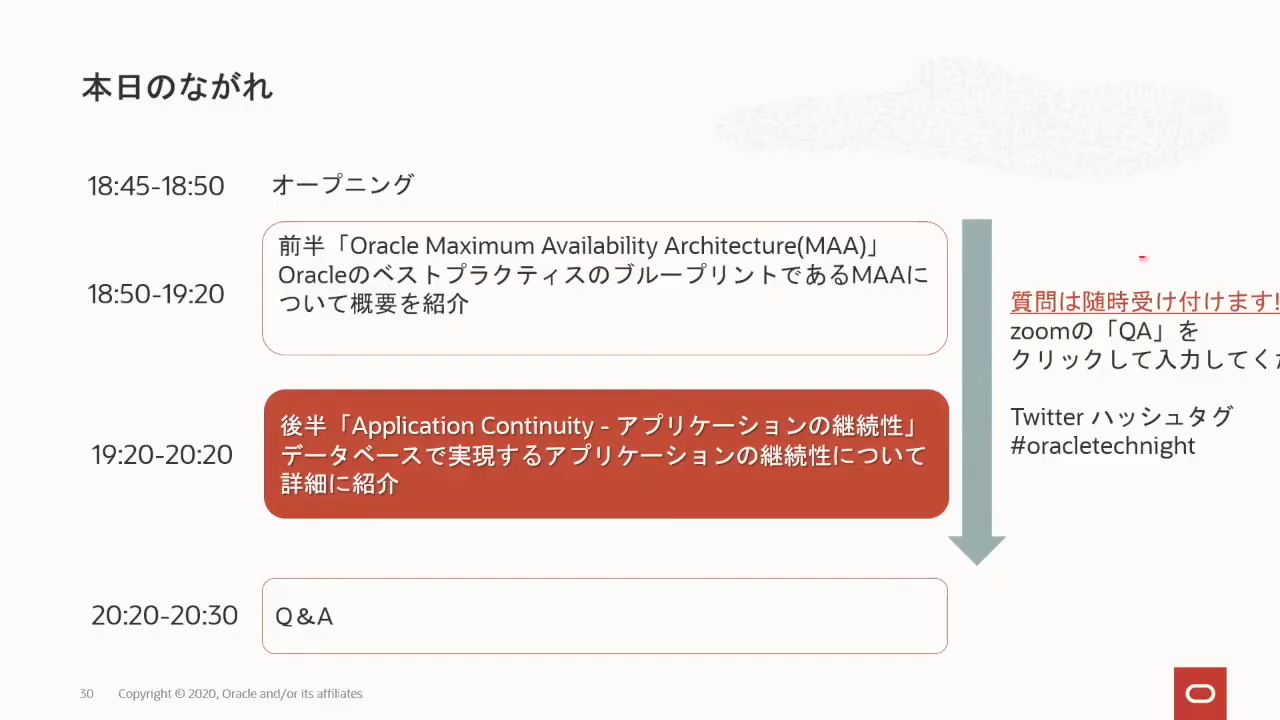 本日のながれ
18:45-18:50
オープニング
18:50-19:20
前半「Oracle Maximum Availability Architecture(MAA)」
OracleのベストプラクティスのブループリントであるMAAに
ついて概要を紹介
19:20-20:20
後半「Application Continuity - アプリケーションの継続性」
データベースで実現するアプリケーションの継続性について
詳細に紹介
20:20-20:30
Q&A
質問は随時受け付けます!
zoomの「QA」を
クリックして入力してくだ
Twitter ハッシュタグ
#oracletechnight
30
Copyright © 2020, Oracle and/or its affiliates